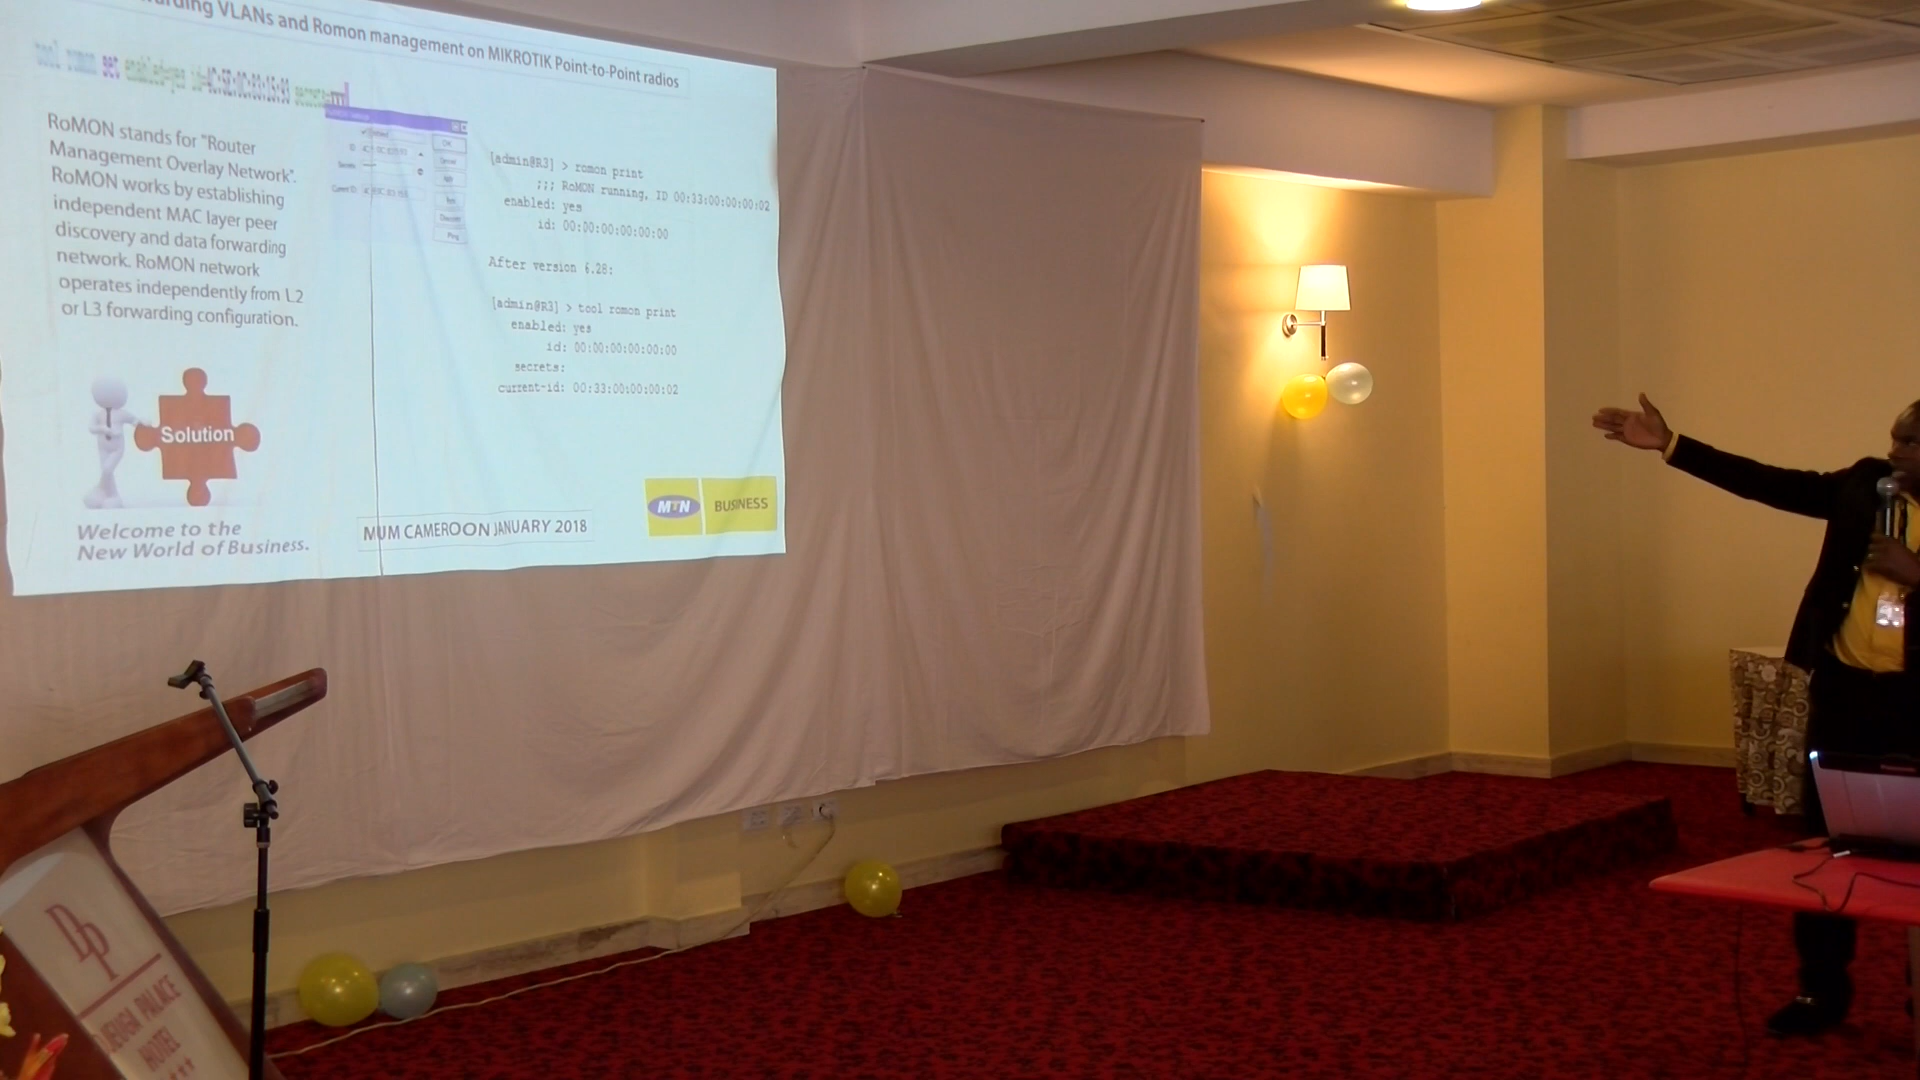 VLANs and Romon management on MIKROTIK Point-to-Point radios
set
RoMON stands for "Router
Management Overlay Network".
RoMON works by establishing
independent MAC layer peer
discovery and data forwarding
network. RoMON network
operates independently from L2
or L3 forwarding configuration.
[admin@R3] > romon print
;;; RoMON running, ID 00:33:00:00:00:02
enabled: yes
id: 00:00:00:00:00:00
After version 6.28:
[admin@R3] > tool romon print
enabled: yes
id: 00:00:00:00:00:00
secrets:
current-id: 00:33:00:00:00:02
Solution
Welcome to the
New World of Business.
MUM CAMEROON JANUARY 2018
MTN BUSINESS
DP
PALACE
HOTEL